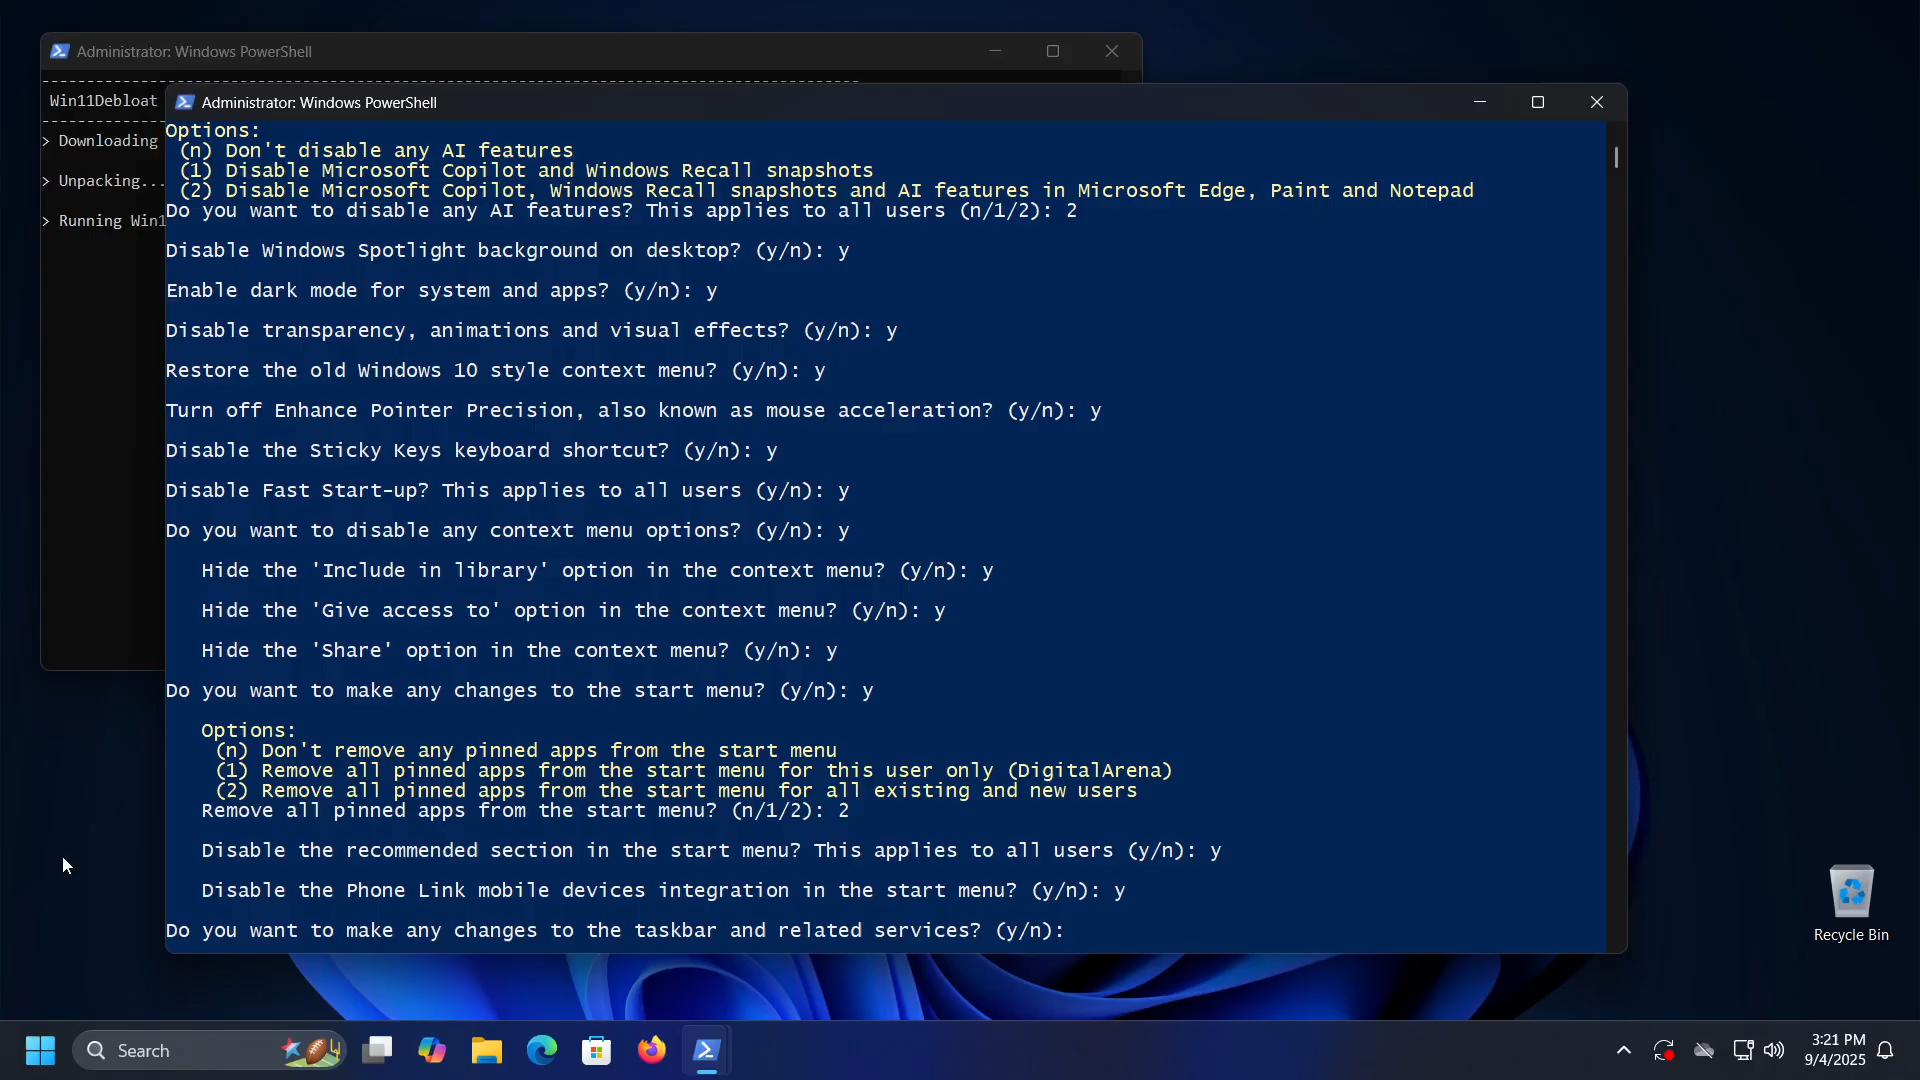 Administrator: Windows PowerShell
Win11Debloat
> Downloading
> Unpacking...
> Running Win1
Administrator: Windows PowerShell
Options:
(n) Don't disable any AI features
(1) Disable Microsoft Copilot and Windows Recall snapshots
(2) Disable Microsoft Copilot, Windows Recall snapshots and AI features in Microsoft Edge, Paint and Notepad
Do you want to disable any AI features? This applies to all users (n/1/2): 2
Disable Windows Spotlight background on desktop? (y/n): y
Enable dark mode for system and apps? (y/n): y
Disable transparency, animations and visual effects? (y/n): y
Restore the old Windows 10 style context menu? (y/n): y
Turn off Enhance Pointer Precision, also known as mouse acceleration? (y/n): y
Disable the Sticky Keys keyboard shortcut? (y/n): y
Disable Fast Start-up? This applies to all users (y/n): y
Do you want to disable any context menu options? (y/n): y
Hide the 'Include in library' option in the context menu? (y/n): y
Hide the 'Give access to' option in the context menu? (y/n): y
Hide the 'Share' option in the context menu? (y/n): y
Do you want to make any changes to the start menu? (y/n): y
Options:
(n) Don't remove any pinned apps from the start menu
(1) Remove all pinned apps from the start menu for this user only (DigitalArena)
(2) Remove all pinned apps from the start menu for all existing and new users
Remove all pinned apps from the start menu? (n/1/2): 2
Disable the recommended section in the start menu? This applies to all users (y/n): y
Disable the Phone Link mobile devices integration in the start menu? (y/n): y
Do you want to make any changes to the taskbar and related services? (y/n):
Recycle Bin
Search
3:21 PM
9/4/2025